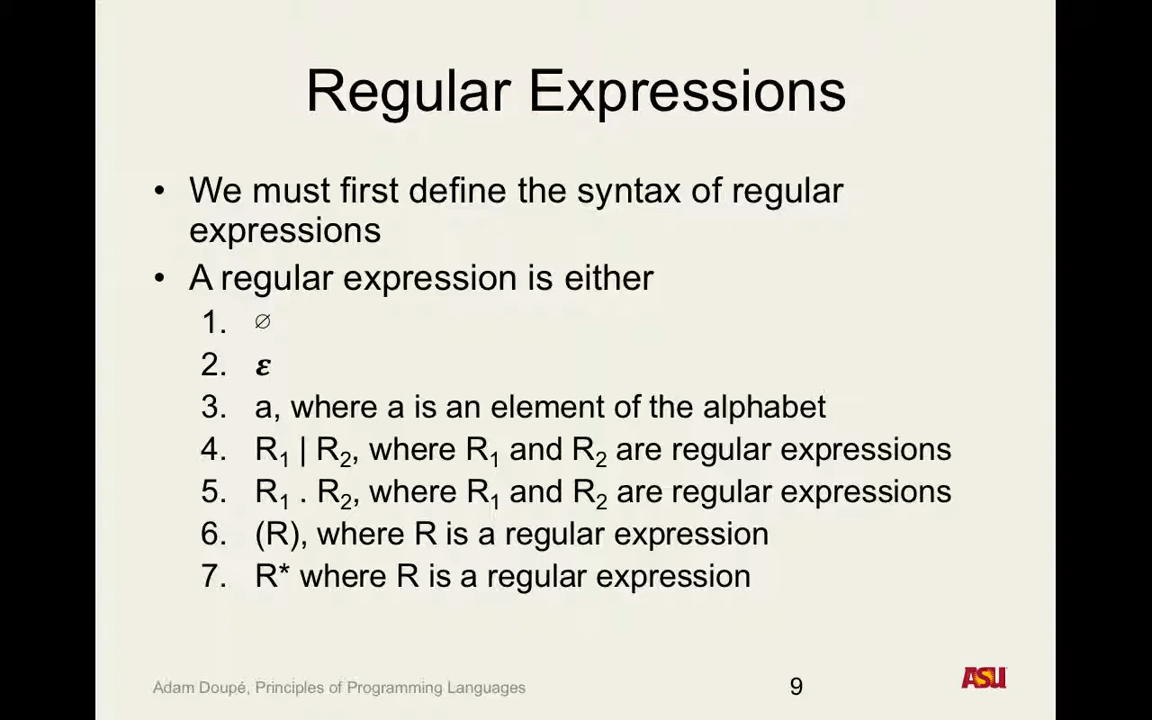 Regular Expressions
• We must first define the syntax of regular
expressions
• A regular expression is either
1. ∅
2. ε
3. a, where a is an element of the alphabet
4. R₁ | R₂, where R₁ and R₂ are regular expressions
5. R₁ . R₂, where R₁ and R₂ are regular expressions
6. (R), where R is a regular expression
7. R* where R is a regular expression
Adam Doupé, Principles of Programming Languages
9
ASU